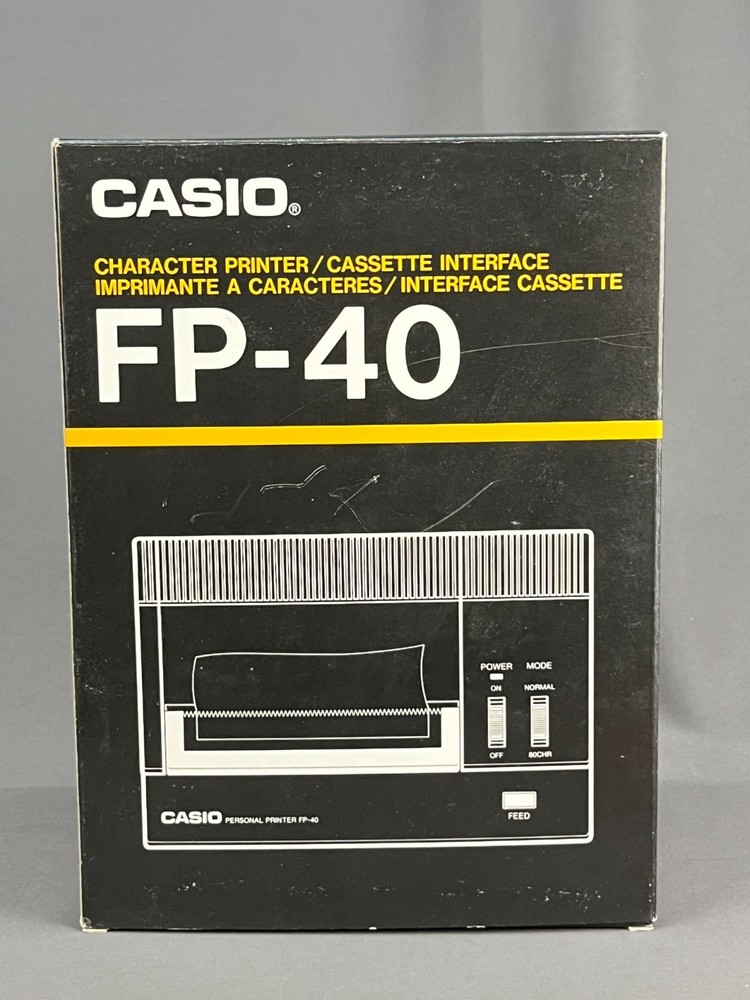 CASIO®
CHARACTER PRINTER/CASSETTE INTERFACE
IMPRIMANTE A CARACTERES/INTERFACE CASSETTE
FP-40
POWER MODE
ON NORMAL
OFF 80CHR
FEED
CASIO PERSONAL PRINTER FP-40